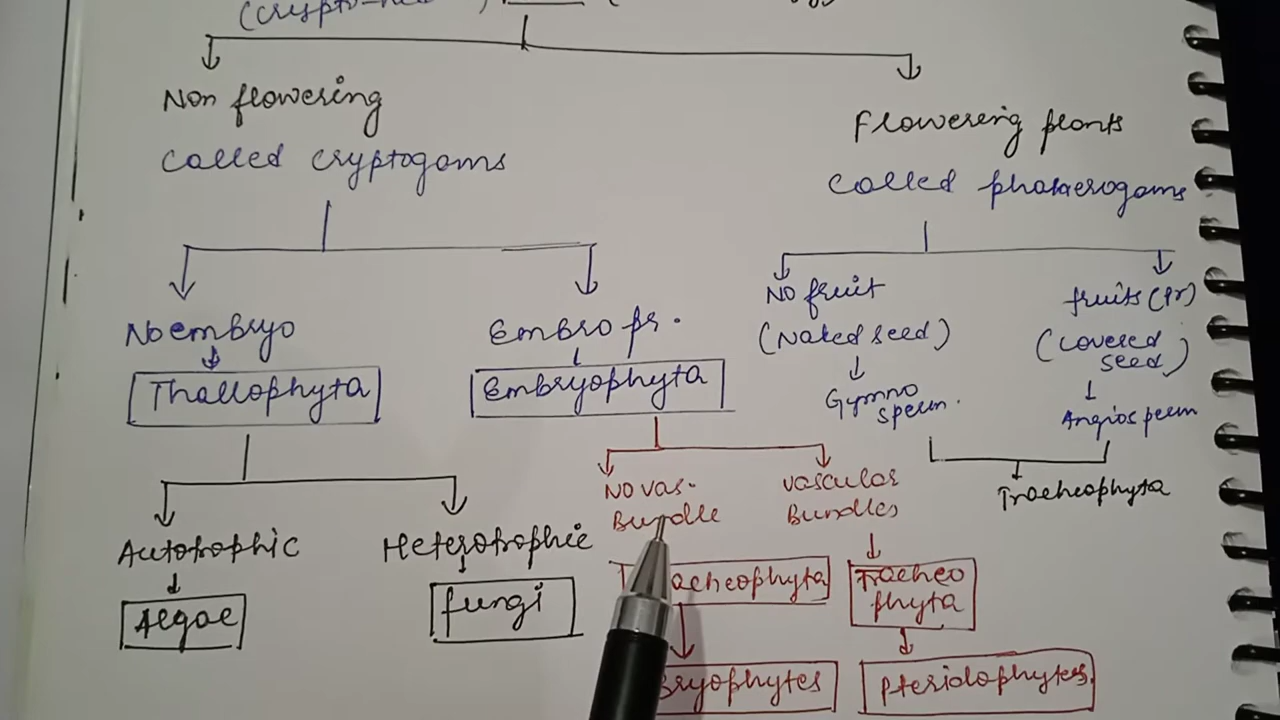 (crypto-
Non flowering
called cryptogams
Flowering plants
called phanerogams
No embryo
Thallophyta
Embro pr.
Embryophyta
No fruit
(Naked seed)
Gymno
sperm.
fruits (Pr)
(covered
seed)
Angiosperm
Tracheophyta
Autotrophic
Algae
Heterotrophic
fungi
No vas.
Bundle
acheophyta
Bryophytes
vascular
Bundles
Tracheo
phyta
Pteridophytes.